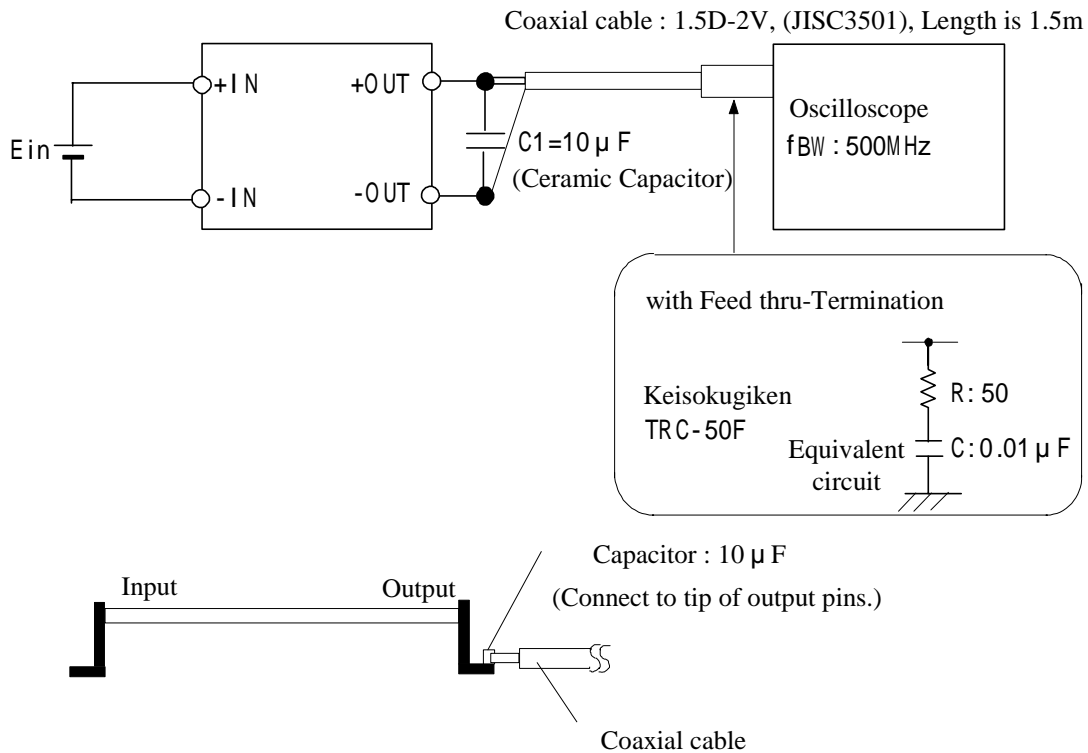 Coaxial cable : 1.5D-2V, (JISC3501), Length is 1.5m
+IN
+OUT
Oscilloscope
fBW : 500MHz
Ein
C1=10μF
(Ceramic Capacitor)
-IN
-OUT
with Feed thru-Termination
R: 50
Keisokugiken
TRC-50F
Equivalent
circuit
C:0.01μF
Capacitor : 10μF
(Connect to tip of output pins.)
Input
Output
Coaxial cable